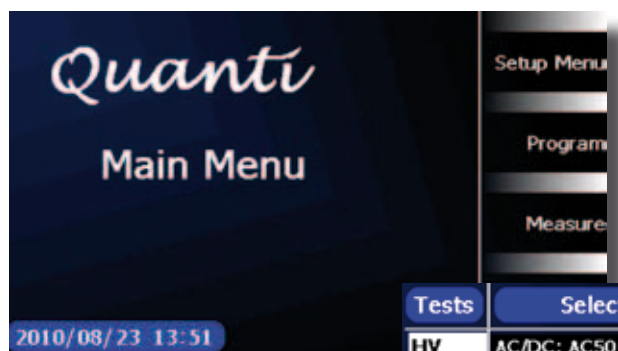 Quanti
Main Menu
Setup Menu
Program
Measure
Tests Selec
2010/08/23 13:51
HV AC/DC: AC50